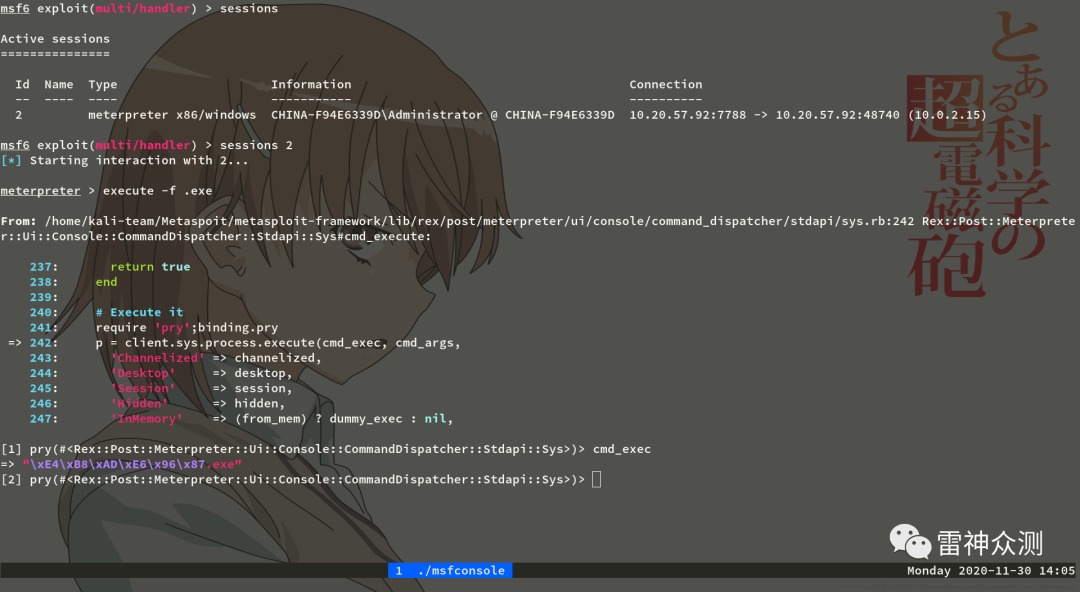 msf6 exploit(multi/handler) > sessions
Active sessions
===============
Id Name Type Information Connection
-- ---- ---- ----------- ----------
2 meterpreter x86/windows CHINA-F94E6339D\Administrator @ CHINA-F94E6339D 10.20.57.92:7788 -> 10.20.57.92:48740 (10.0.2.15)
msf6 exploit(multi/handler) > sessions 2
[*] Starting interaction with 2...
meterpreter > execute -f .exe
From: /home/kali-team/Metaspoit/metasploit-framework/lib/rex/post/meterpreter/ui/console/command_dispatcher/stdapi/sys.rb:242 Rex::Post::Meterprete
r::Ui::Console::CommandDispatcher::Stdapi::Sys#cmd_execute:
237: return true
238: end
239:
240: # Execute it
241: require 'pry';binding.pry
=> 242: p = client.sys.process.execute(cmd_exec, cmd_args,
243: 'Channelized' => channelized,
244: 'Desktop' => desktop,
245: 'Session' => session,
246: 'Hidden' => hidden,
247: 'InMemory' => (from_mem) ? dummy_exec : nil,
[1] pry(#<Rex::Post::Meterpreter::Ui::Console::CommandDispatcher::Stdapi::Sys>)> cmd_exec
=> "\xE4\xB8\xAD\xE6\x96\x87.exe"
[2] pry(#<Rex::Post::Meterpreter::Ui::Console::CommandDispatcher::Stdapi::Sys>)>
とある科学の
超電磁砲
雷神众测
1 ./msfconsole
Monday 2020-11-30 14:05